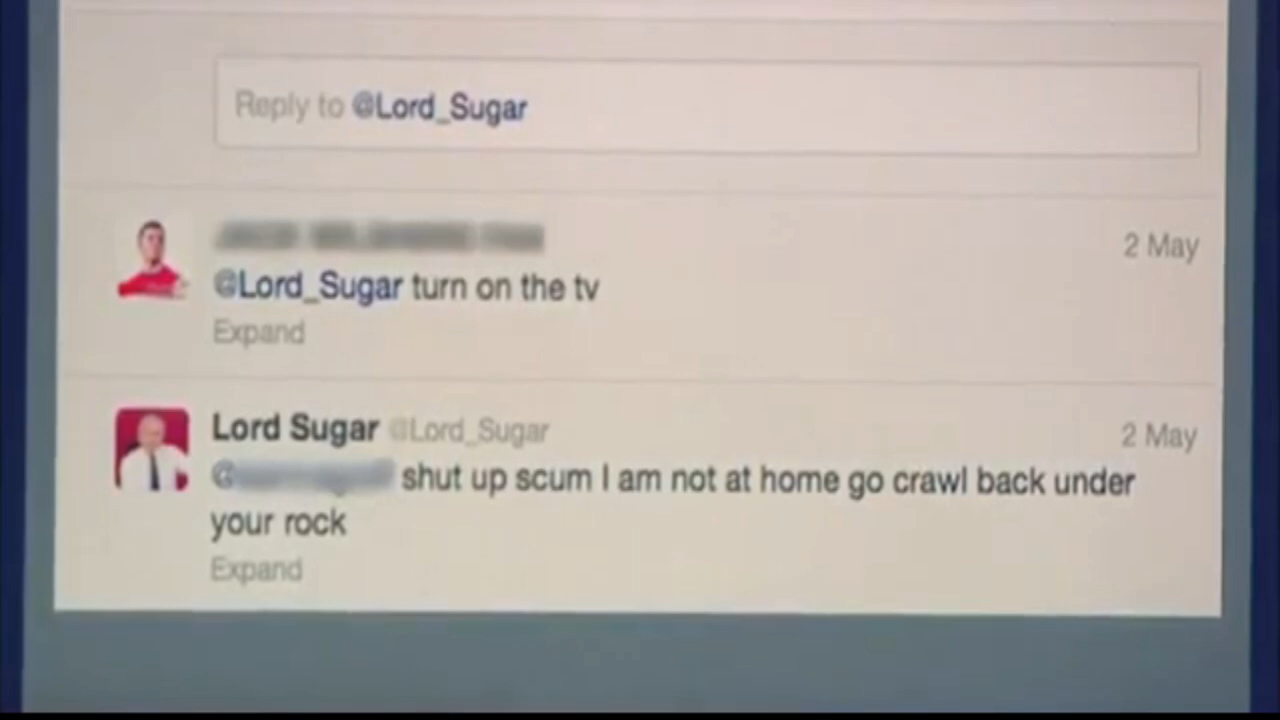 Reply to @Lord_Sugar
2 May
@Lord_Sugar turn on the tv
Expand
Lord Sugar @Lord_Sugar 2 May
@ shut up scum I am not at home go crawl back under
your rock
Expand